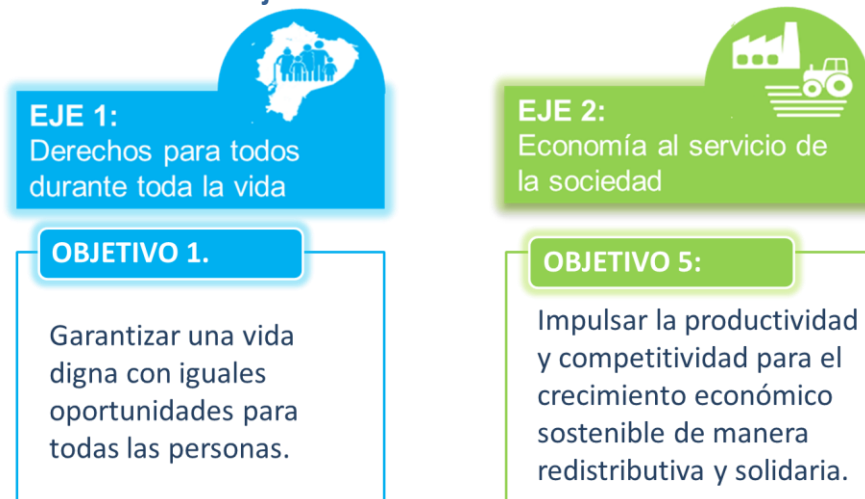 EJE 1:
Derechos para todos
durante toda la vida
OBJETIVO 1.
Garantizar una vida
digna con iguales
oportunidades para
todas las personas.
EJE 2:
Economía al servicio de
la sociedad
OBJETIVO 5:
Impulsar la productividad
y competitividad para el
crecimiento económico
sostenible de manera
redistributiva y solidaria.